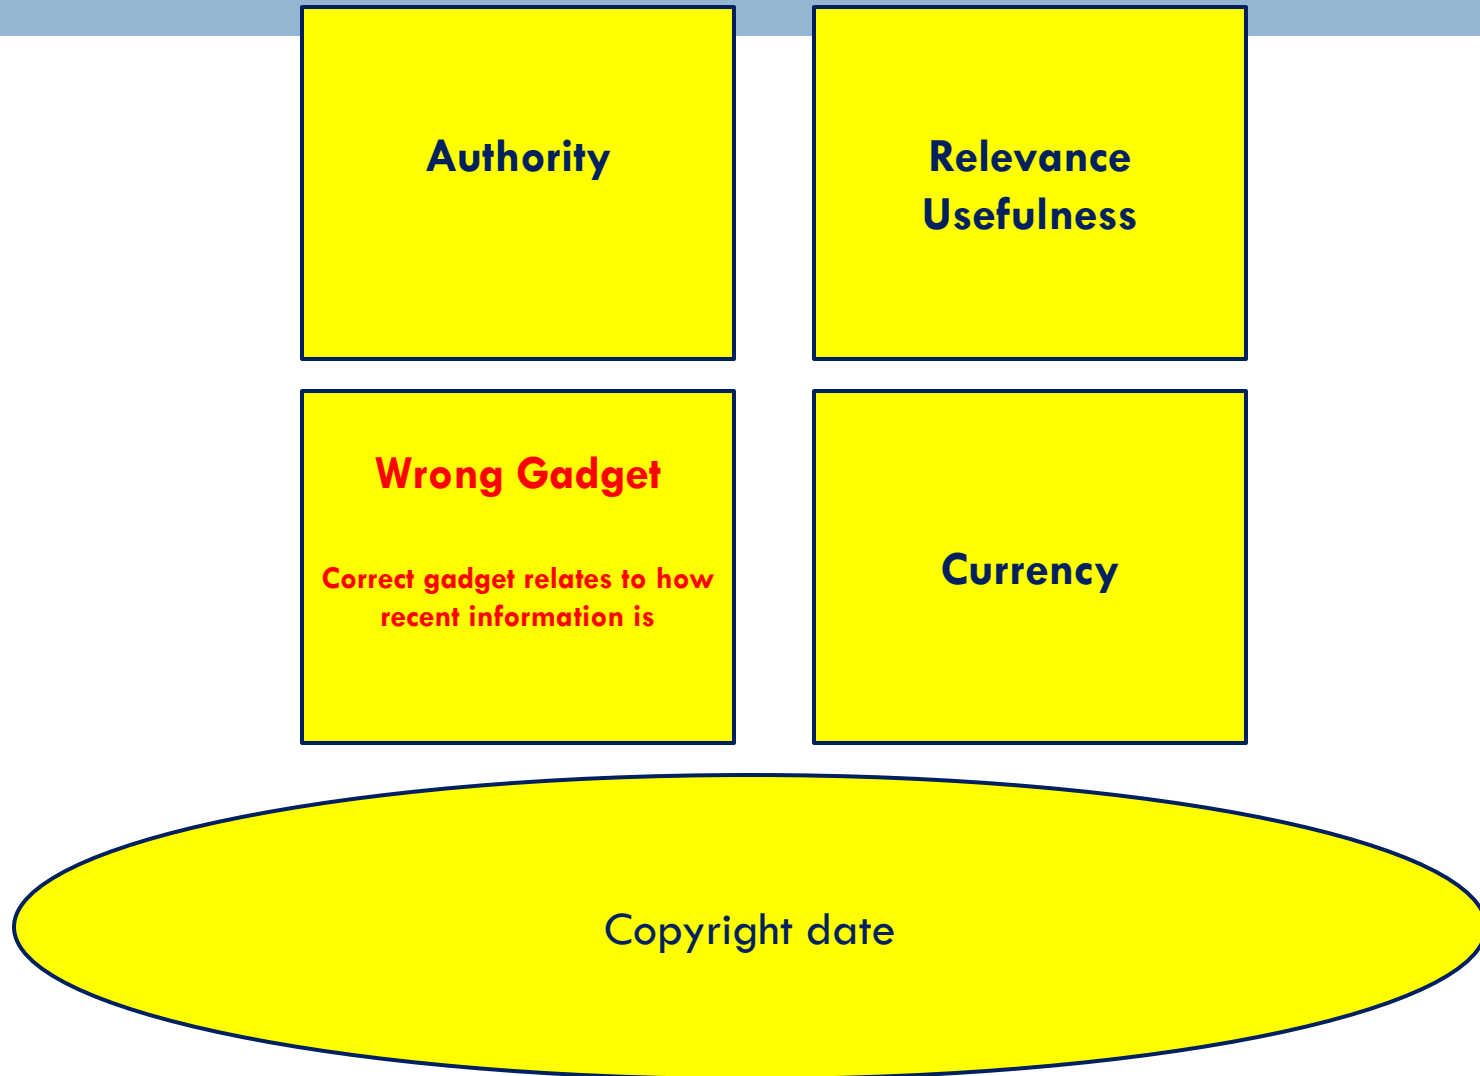 Authority
Relevance
Usefulness
Wrong Gadget
Correct gadget relates to how
recent information is
Currency
Copyright date